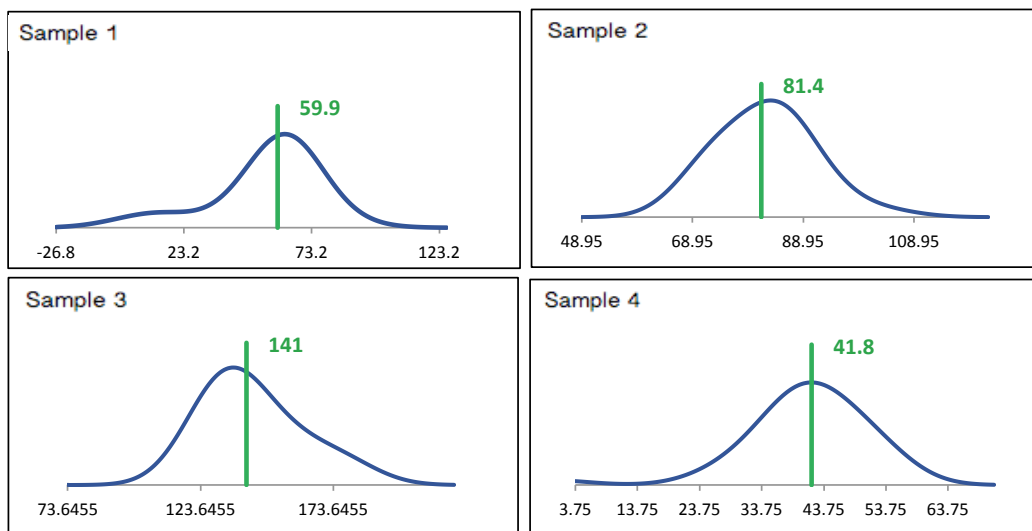 Sample 1
59.9
-26.8 23.2 73.2 123.2
Sample 2
81.4
48.95 68.95 88.95 108.95
Sample 3
141
73.6455 123.6455 173.6455
Sample 4
41.8
3.75 13.75 23.75 33.75 43.75 53.75 63.75